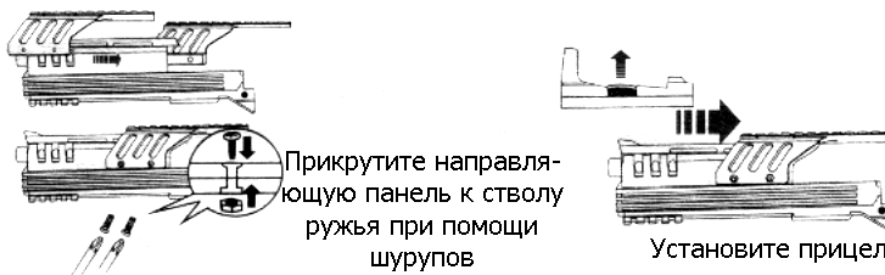 Прикрутите направля-
ющую панель к стволу
ружья при помощи
шурупов
Установите прицел